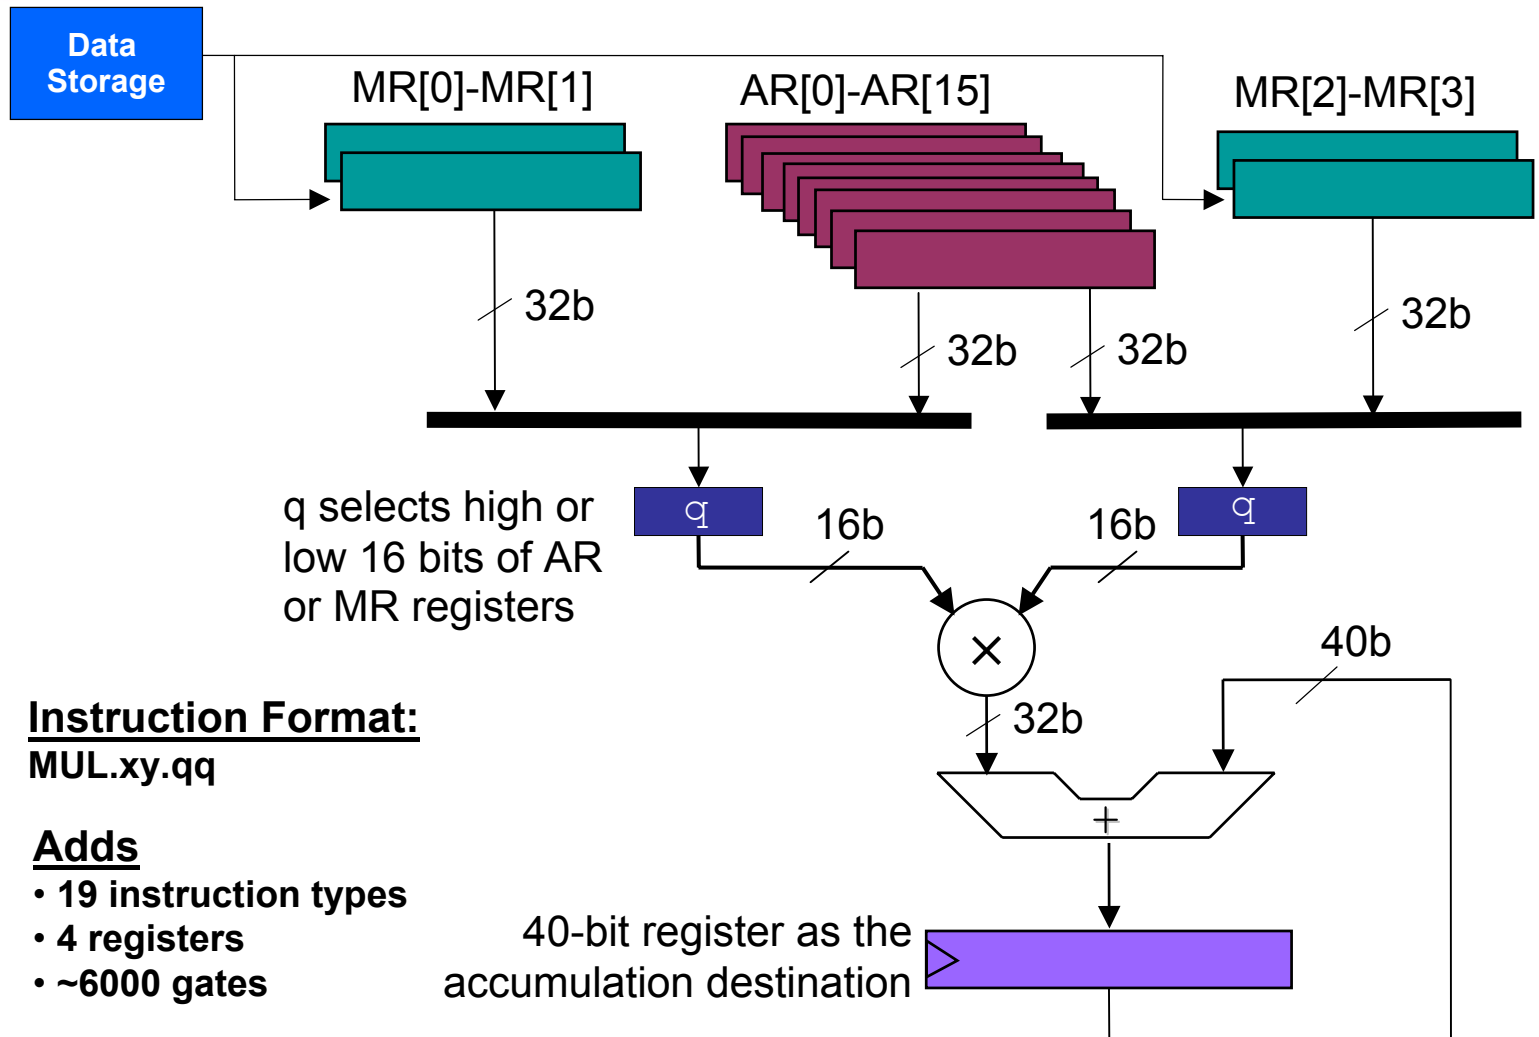 Data
Storage
MR[0]-MR[1]
AR[0]-AR[15]
MR[2]-MR[3]
32b
32b
32b
32b
q selects high or
low 16 bits of AR
or MR registers
q
16b
16b
q
×
40b
32b
+
Instruction Format:
MUL.xy.qq
Adds
• 19 instruction types
• 4 registers
• ~6000 gates
40-bit register as the
accumulation destination